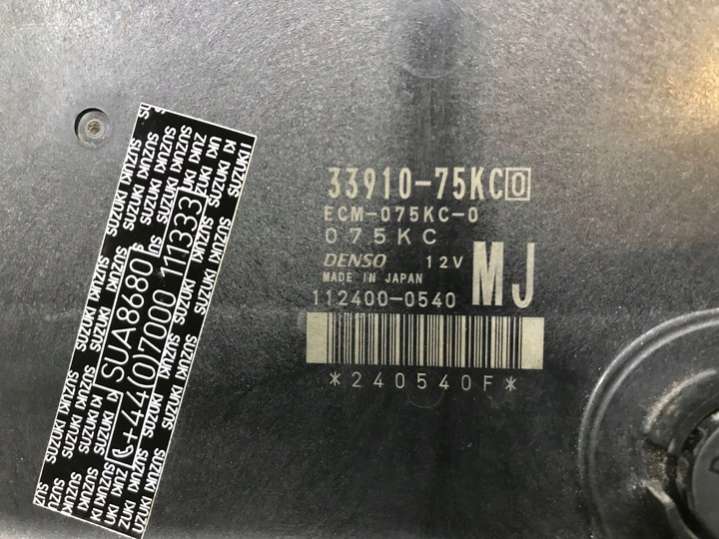 33910-75KC0
ECM-075KC-0
075KC
DENSO 12V
MADE IN JAPAN
MJ
112400-0540
*240540F*
SUA8680
+44(0)7000 111333
SUZUKI